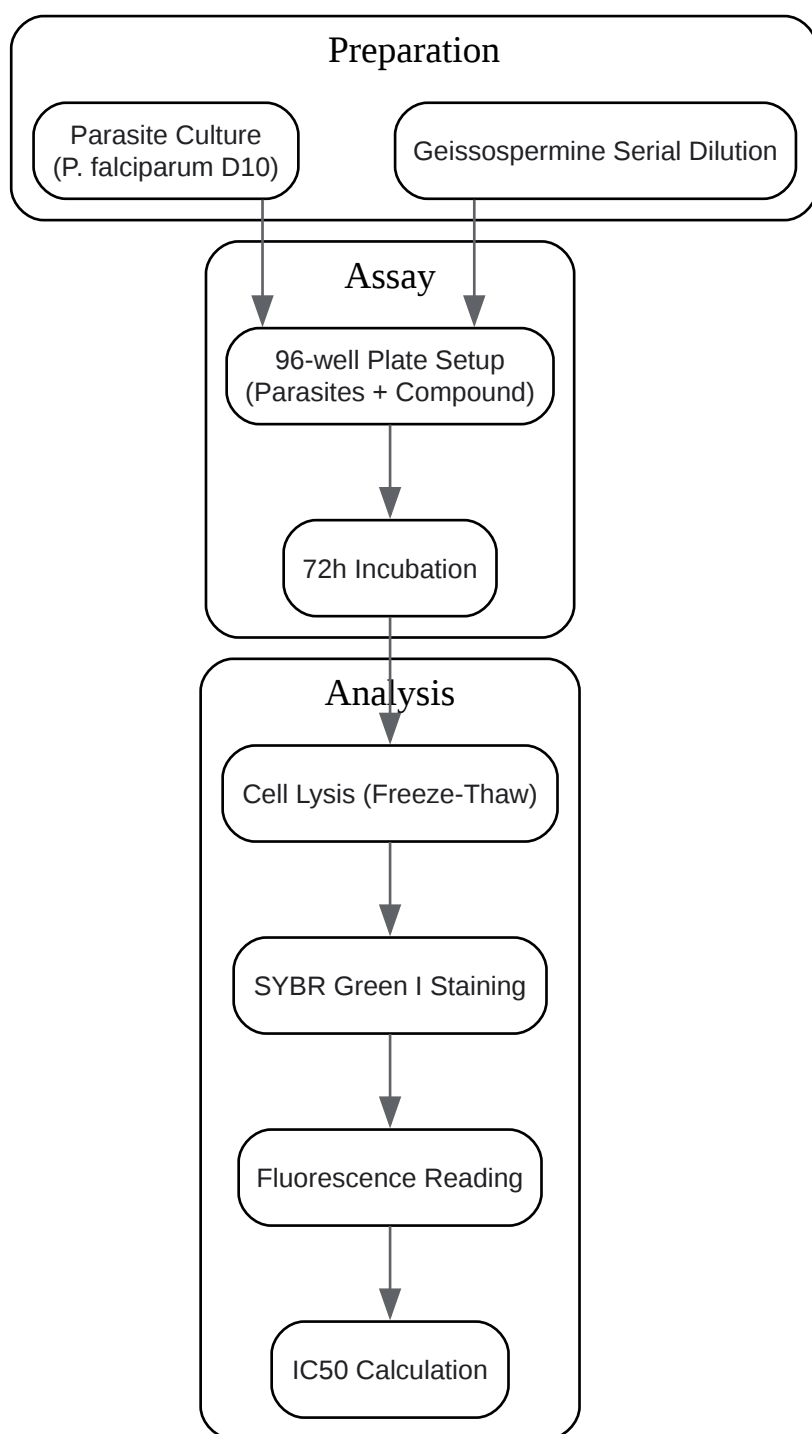 Preparation
Parasite Culture
(P. falciparum D10)
Geissospermine Serial Dilution
Assay
96-well Plate Setup
(Parasites + Compound)
72h Incubation
Analysis
Cell Lysis (Freeze-Thaw)
SYBR Green I Staining
Fluorescence Reading
IC50 Calculation